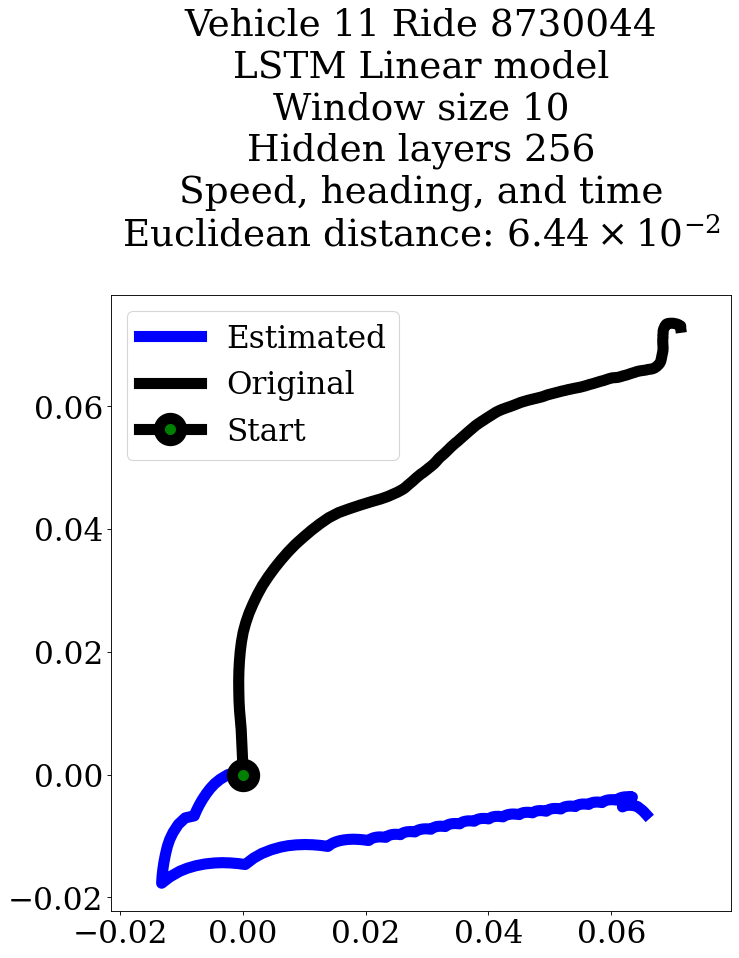 Vehicle 11 Ride 8730044
LSTM Linear model
Window size 10
Hidden layers 256
Speed, heading, and time
Euclidean distance: 6.44 × 10⁻²
Estimated
Original
Start
0.06
0.04
0.02
0.00
−0.02
−0.02 0.00 0.02 0.04 0.06